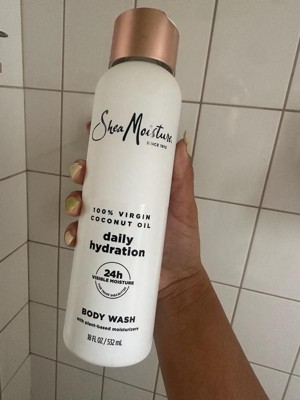 SheaMoisture
SINCE 1912
100% VIRGIN
COCONUT OIL
daily
hydration
24h
VISIBLE MOISTURE
BODY WASH
with plant-based moisturizers
18 FL / 532 mL